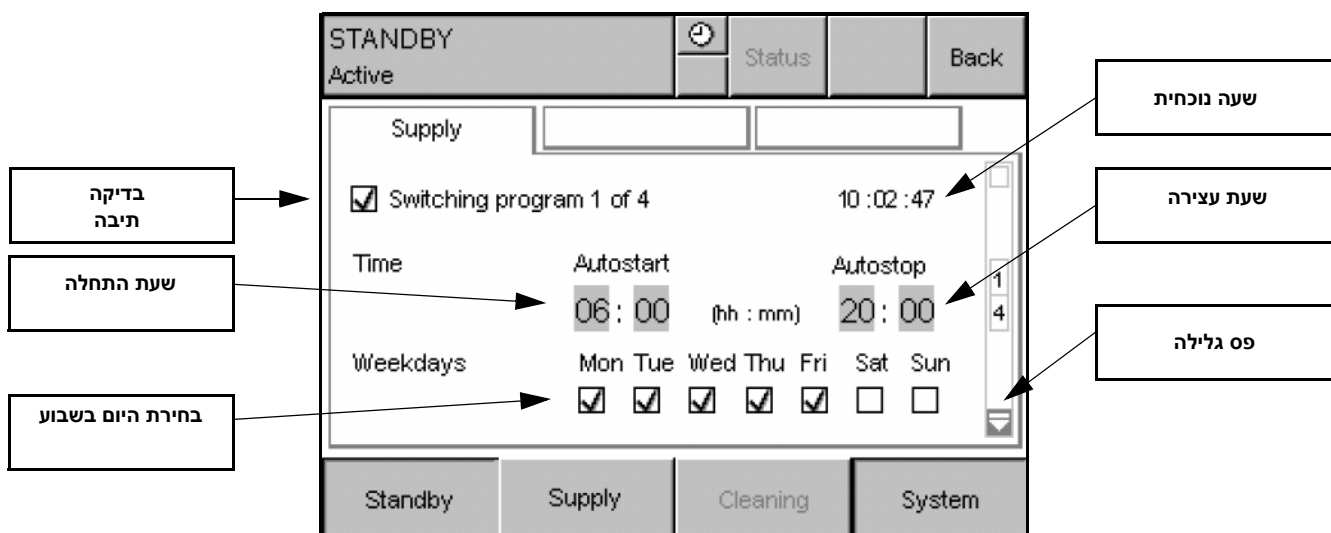 STANDBY
Active
Status
Back
Supply
Switching program 1 of 4
10 :02 :47
Time
Autostart
Autostop
06 : 00
(hh : mm)
20 : 00
1
4
Weekdays
Mon Tue Wed Thu Fri Sat Sun
Standby
Supply
Cleaning
System
בדיקה
תיבה
שעת התחלה
בחירת היום בשבוע
שעה נוכחית
שעת עצירה
פס גלילה